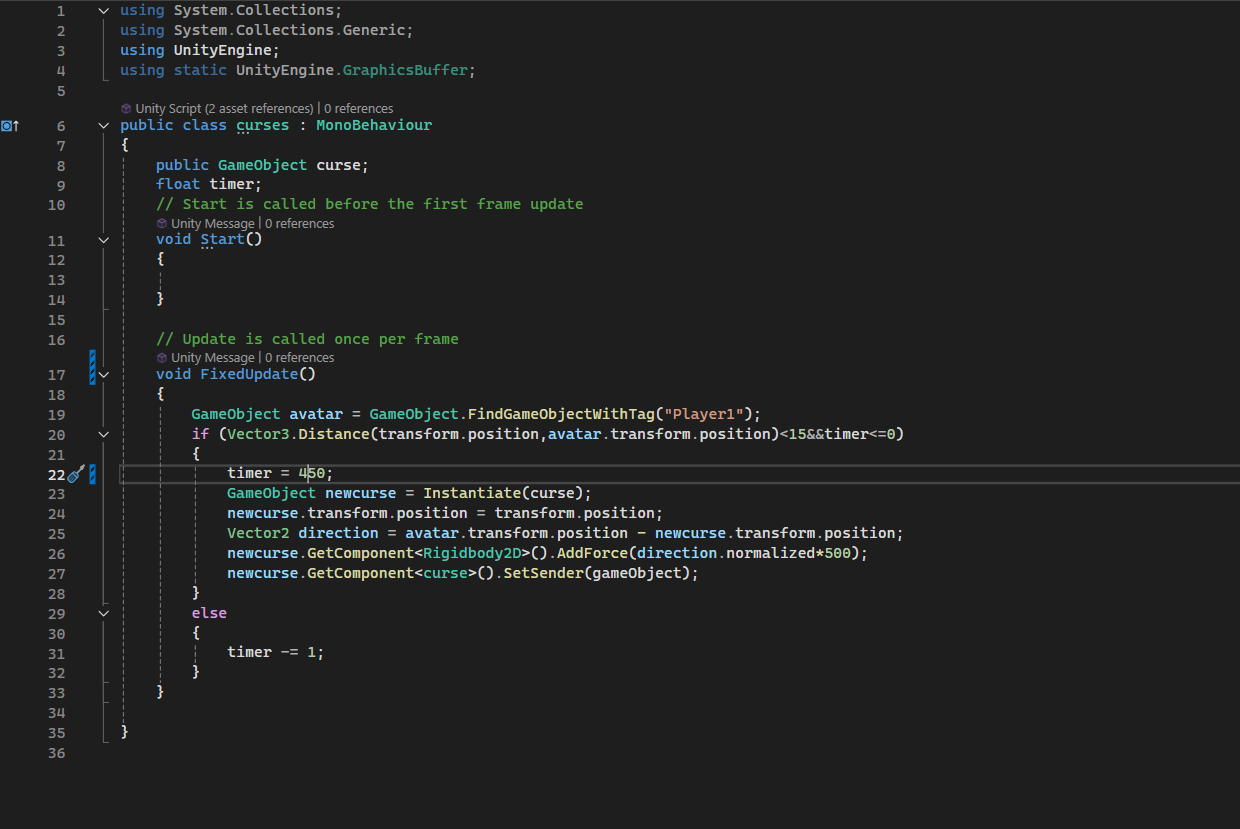 1 using System.Collections;
2 using System.Collections.Generic;
3 using UnityEngine;
4 using static UnityEngine.GraphicsBuffer;
5
Unity Script (2 asset references) | 0 references
6 public class curses : MonoBehaviour
7 {
8 public GameObject curse;
9 float timer;
10 // Start is called before the first frame update
Unity Message | 0 references
11 void Start()
12 {
13
14 }
15
16 // Update is called once per frame
Unity Message | 0 references
17 void FixedUpdate()
18 {
19 GameObject avatar = GameObject.FindGameObjectWithTag("Player1");
20 if (Vector3.Distance(transform.position,avatar.transform.position)<15&&timer<=0)
21 {
22 timer = 450;
23 GameObject newcurse = Instantiate(curse);
24 newcurse.transform.position = transform.position;
25 Vector2 direction = avatar.transform.position - newcurse.transform.position;
26 newcurse.GetComponent<Rigidbody2D>().AddForce(direction.normalized*500);
27 newcurse.GetComponent<curse>().SetSender(gameObject);
28 }
29 else
30 {
31 timer -= 1;
32 }
33 }
34
35 }
36